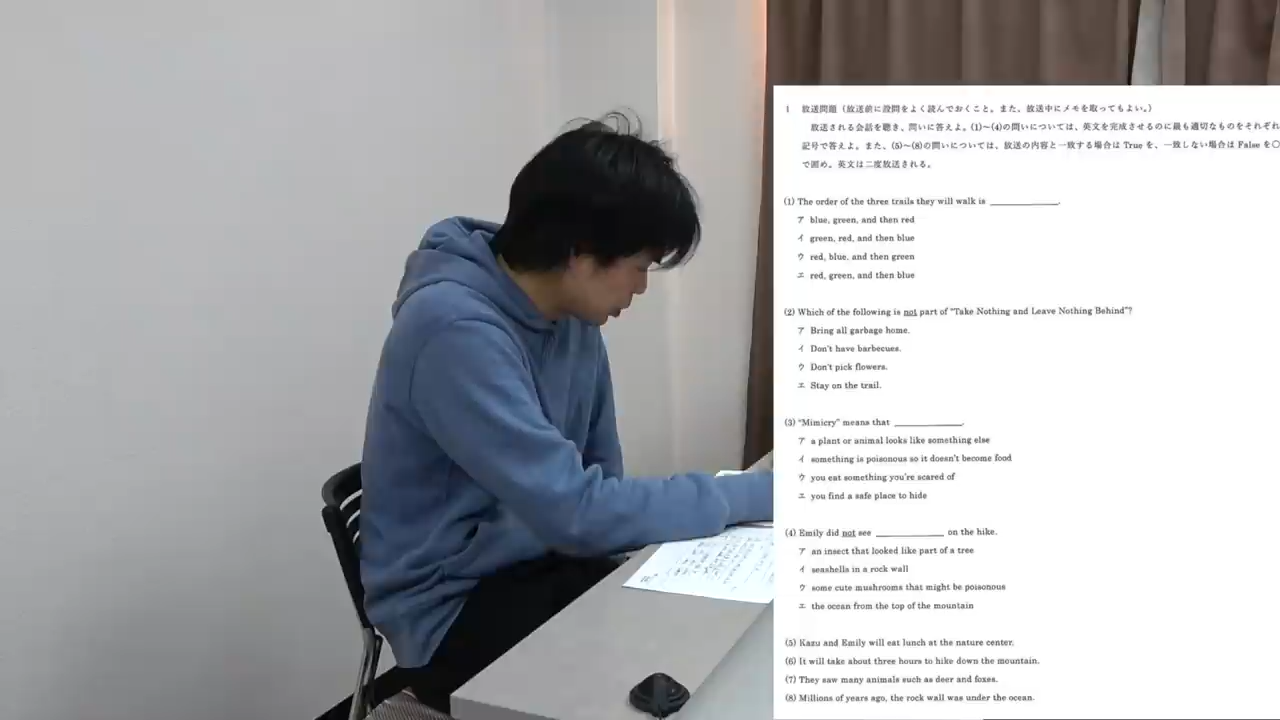 1 放送問題（放送前に設問をよく読んでおくこと。また、放送中にメモを取ってもよい。）
放送される会話を聴き、問いに答えよ。(1)～(4)の問いについては、英文を完成させるのに最も適切なものをそれぞれ
記号で答えよ。また、(5)～(8)の問いについては、放送の内容と一致する場合は True を、一致しない場合は False を〇
で囲め。英文は二度放送される。
(1) The order of the three trails they will walk is ____________.
ア blue, green, and then red
イ green, red, and then blue
ウ red, blue, and then green
エ red, green, and then blue
(2) Which of the following is not part of “Take Nothing and Leave Nothing Behind”?
ア Bring all garbage home.
イ Don't have barbecues.
ウ Don't pick flowers.
エ Stay on the trail.
(3) “Mimicry” means that ____________.
ア a plant or animal looks like something else
イ something is poisonous so it doesn't become food
ウ you eat something you're scared of
エ you find a safe place to hide
(4) Emily did not see ____________ on the hike.
ア an insect that looked like part of a tree
イ seashells in a rock wall
ウ some cute mushrooms that might be poisonous
エ the ocean from the top of the mountain
(5) Kazu and Emily will eat lunch at the nature center.
(6) It will take about three hours to hike down the mountain.
(7) They saw many animals such as deer and foxes.
(8) Millions of years ago, the rock wall was under the ocean.